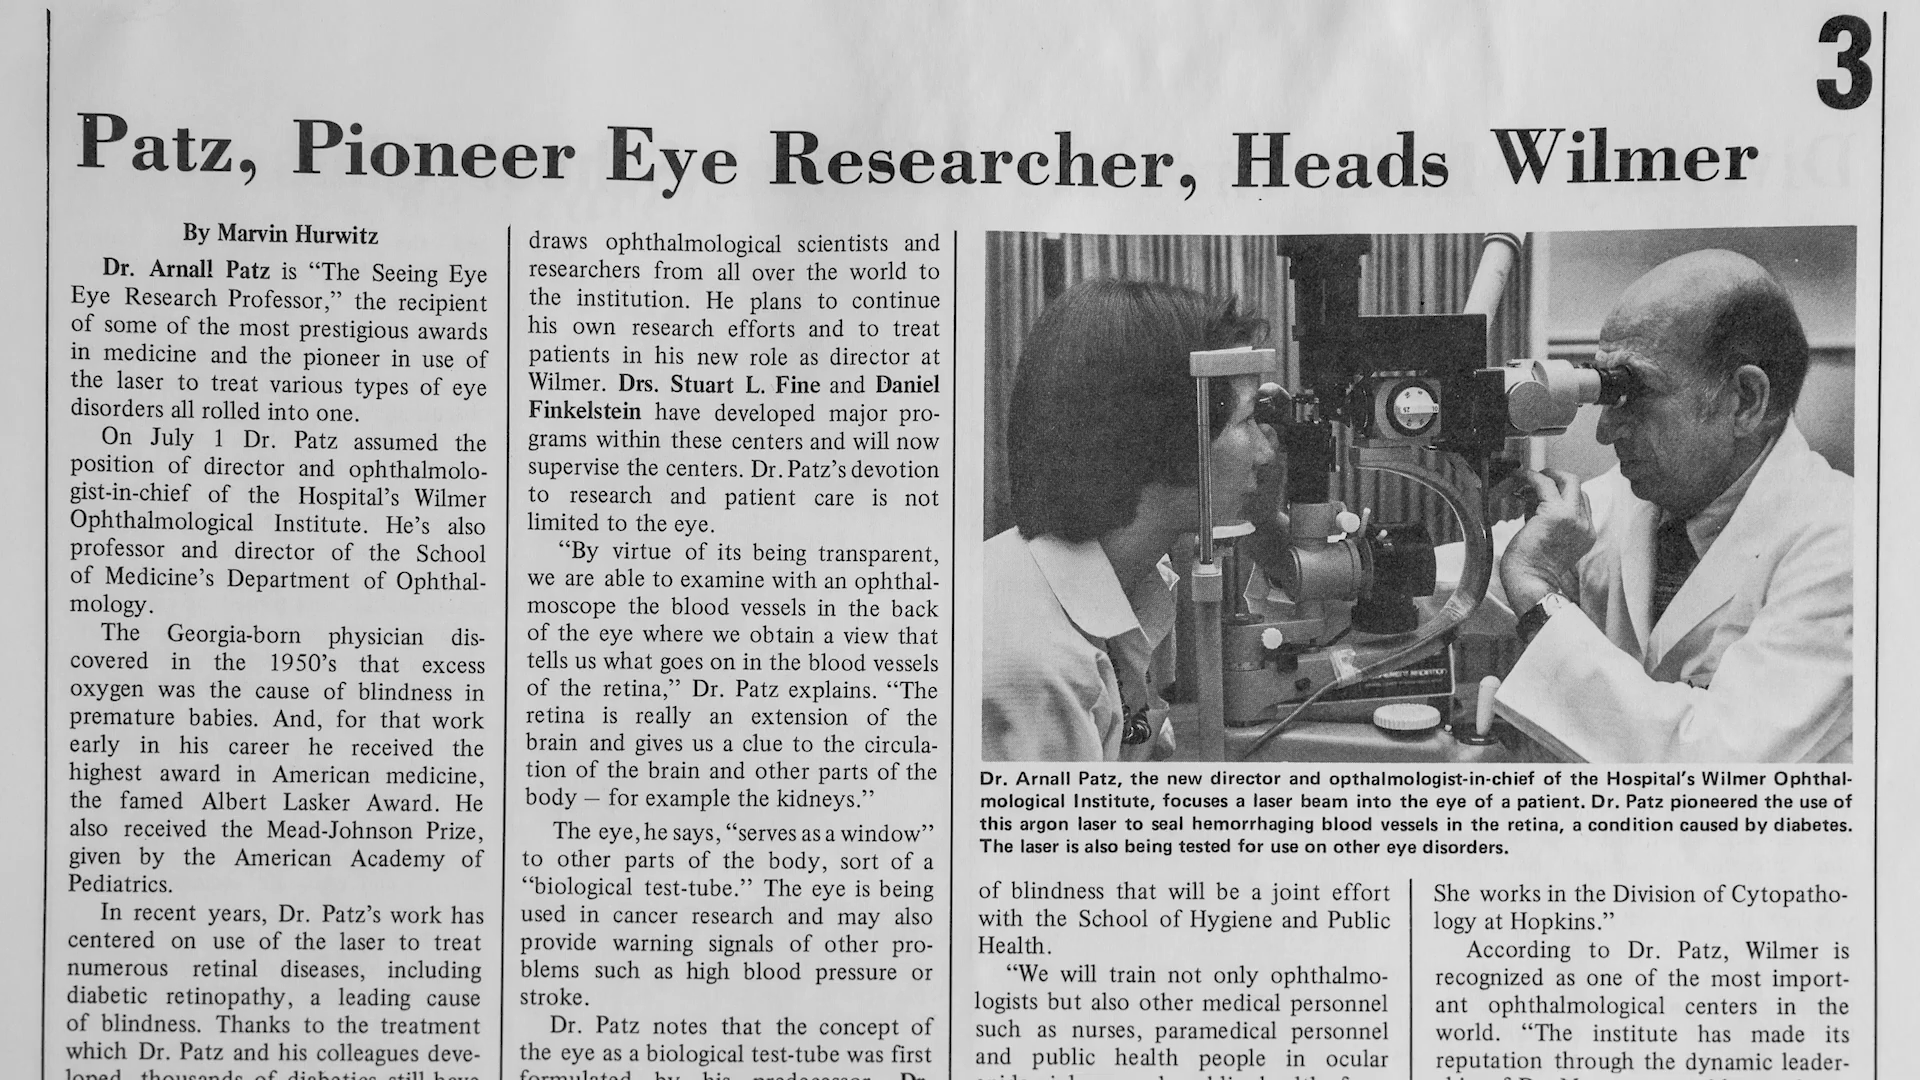 3
Patz, Pioneer Eye Researcher, Heads Wilmer
By Marvin Hurwitz
Dr. Arnall Patz is “The Seeing Eye
Eye Research Professor,” the recipient
of some of the most prestigious awards
in medicine and the pioneer in use of
the laser to treat various types of eye
disorders all rolled into one.
On July 1 Dr. Patz assumed the
position of director and ophthalmolo-
gist-in-chief of the Hospital’s Wilmer
Ophthalmological Institute. He’s also
professor and director of the School
of Medicine’s Department of Ophthal-
mology.
The Georgia-born physician dis-
covered in the 1950’s that excess
oxygen was the cause of blindness in
premature babies. And, for that work
early in his career he received the
highest award in American medicine,
the famed Albert Lasker Award. He
also received the Mead-Johnson Prize,
given by the American Academy of
Pediatrics.
In recent years, Dr. Patz’s work has
centered on use of the laser to treat
numerous retinal diseases, including
diabetic retinopathy, a leading cause
of blindness. Thanks to the treatment
which Dr. Patz and his colleagues deve-
loped, thousands of diabetics still have
draws ophthalmological scientists and
researchers from all over the world to
the institution. He plans to continue
his own research efforts and to treat
patients in his new role as director at
Wilmer. Drs. Stuart L. Fine and Daniel
Finkelstein have developed major pro-
grams within these centers and will now
supervise the centers. Dr. Patz’s devotion
to research and patient care is not
limited to the eye.
“By virtue of its being transparent,
we are able to examine with an ophthal-
moscope the blood vessels in the back
of the eye where we obtain a view that
tells us what goes on in the blood vessels
of the retina,” Dr. Patz explains. “The
retina is really an extension of the
brain and gives us a clue to the circula-
tion of the brain and other parts of the
body – for example the kidneys.”
The eye, he says, “serves as a window”
to other parts of the body, sort of a
“biological test-tube.” The eye is being
used in cancer research and may also
provide warning signals of other pro-
blems such as high blood pressure or
stroke.
Dr. Patz notes that the concept of
the eye as a biological test-tube was first
formulated by his predecessor, Dr.
Dr. Arnall Patz, the new director and opthalmologist-in-chief of the Hospital’s Wilmer Ophthal-
mological Institute, focuses a laser beam into the eye of a patient. Dr. Patz pioneered the use of
this argon laser to seal hemorrhaging blood vessels in the retina, a condition caused by diabetes.
The laser is also being tested for use on other eye disorders.
of blindness that will be a joint effort
with the School of Hygiene and Public
Health.
“We will train not only ophthalmo-
logists but also other medical personnel
such as nurses, paramedical personnel
and public health people in ocular
She works in the Division of Cytopatho-
logy at Hopkins.”
According to Dr. Patz, Wilmer is
recognized as one of the most import-
ant ophthalmological centers in the
world. “The institute has made its
reputation through the dynamic leader-